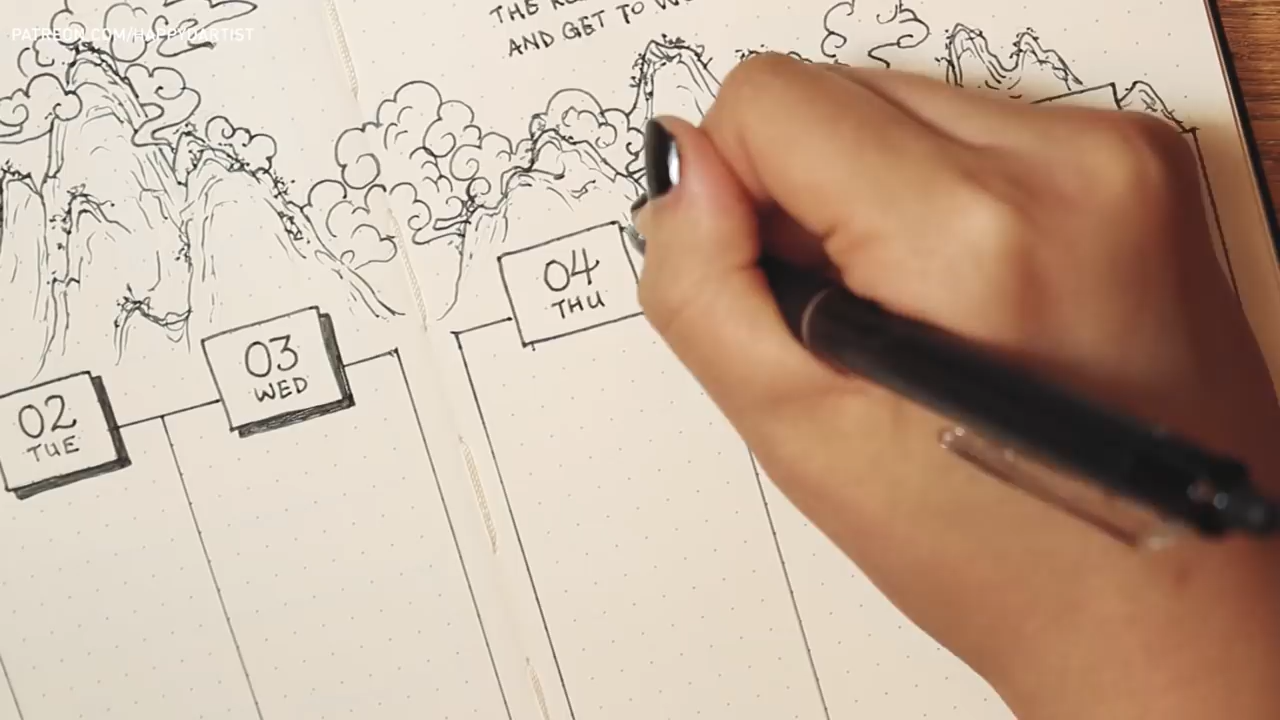 PATREON.COM/HAPPYDARTIST
THE
AND GET TO
04
THU
03
WED
02
TUE